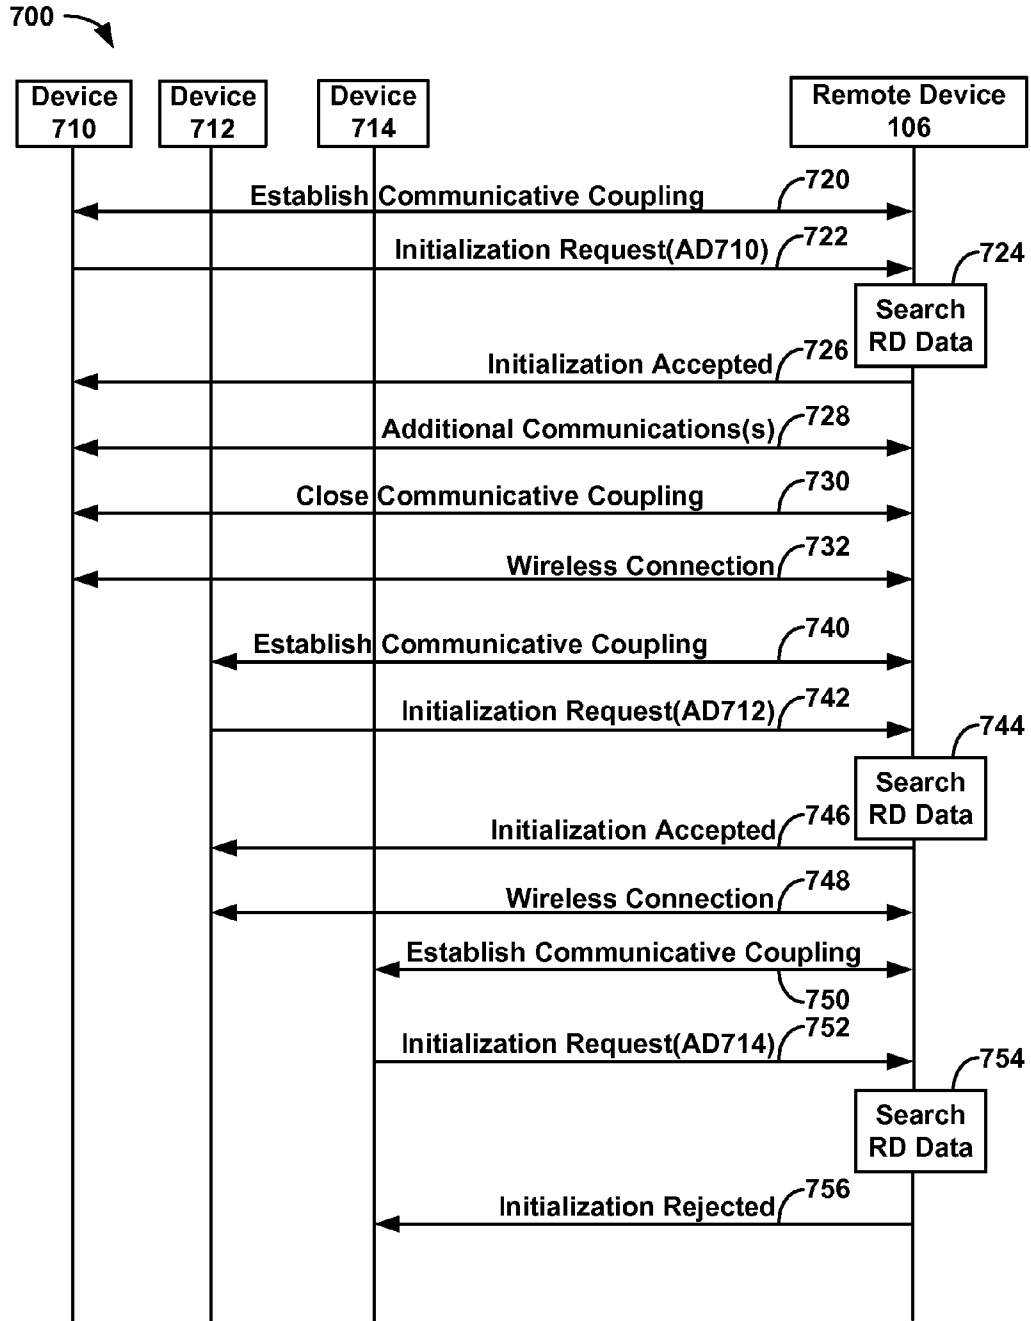 700
Device
710
Device
712
Device
714
Remote Device
106
Establish Communicative Coupling
720
Initialization Request(AD710)
722
724
Search
RD Data
Initialization Accepted
726
Additional Communications(s)
728
Close Communicative Coupling
730
Wireless Connection
732
Establish Communicative Coupling
740
Initialization Request(AD712)
742
744
Search
RD Data
Initialization Accepted
746
Wireless Connection
748
Establish Communicative Coupling
750
Initialization Request(AD714)
752
754
Search
RD Data
Initialization Rejected
756